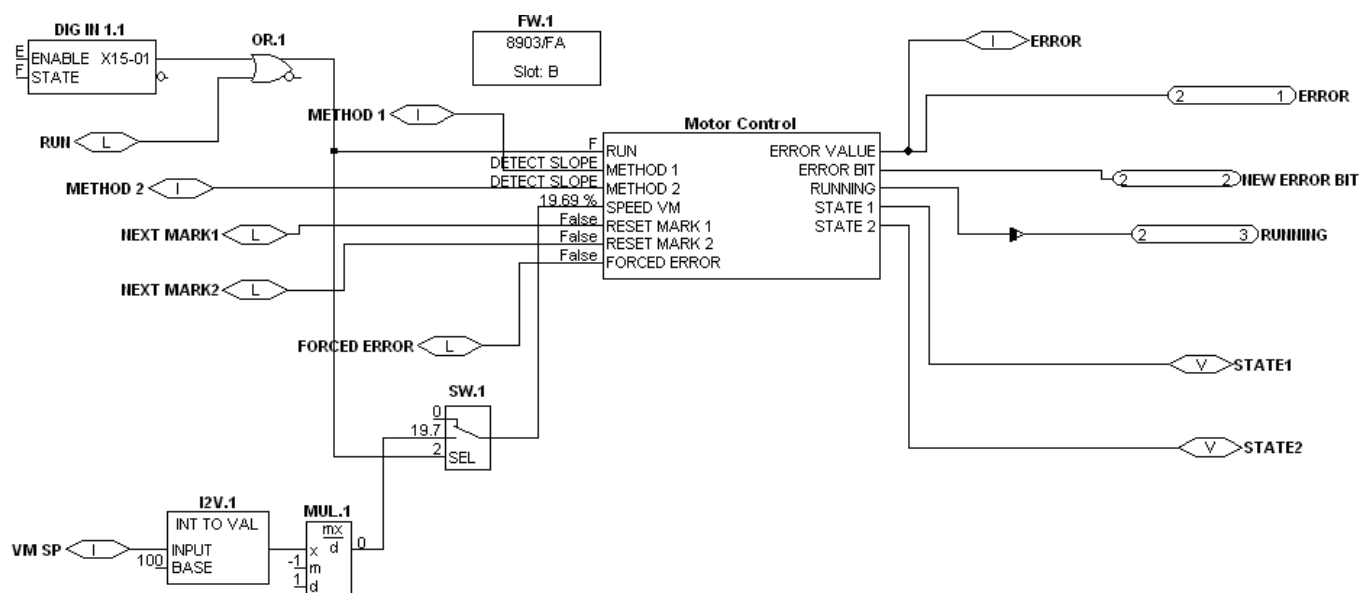 DIG IN 1.1
E ENABLE X15-01
F STATE
OR.1
FW.1
8903/FA
Slot: B
I ERROR
2 1 ERROR
METHOD 1 I
RUN L
Motor Control
F RUN ERROR VALUE
DETECT SLOPE METHOD 1 ERROR BIT
DETECT SLOPE METHOD 2 RUNNING
19.69 % SPEED VM STATE 1
False RESET MARK 1 STATE 2
False RESET MARK 2
False FORCED ERROR
2 2 NEW ERROR BIT
METHOD 2 I
2 3 RUNNING
NEXT MARK1 L
NEXT MARK2 L
FORCED ERROR L
V STATE1
SW.1
0
19.7
2 SEL
V STATE2
I2V.1
INT TO VAL
VM SP I INPUT
100 BASE
MUL.1
mx
d 0
x
-1 m
1 d